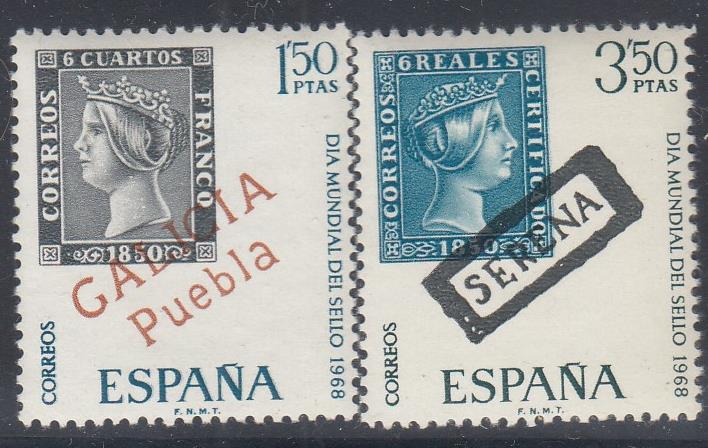 6 CUARTOS
CORREOS
FRANCO
1850
1'50
PTAS
GALICIA
Puebla
DIA MUNDIAL DEL SELLO 1968
CORREOS
ESPAÑA
F.N.M.T.
6 REALES
CORREOS
CERTIFICADO
1850
3'50
PTAS
SERENA
DIA MUNDIAL DEL SELLO 1968
CORREOS
ESPAÑA
F.N.M.T.